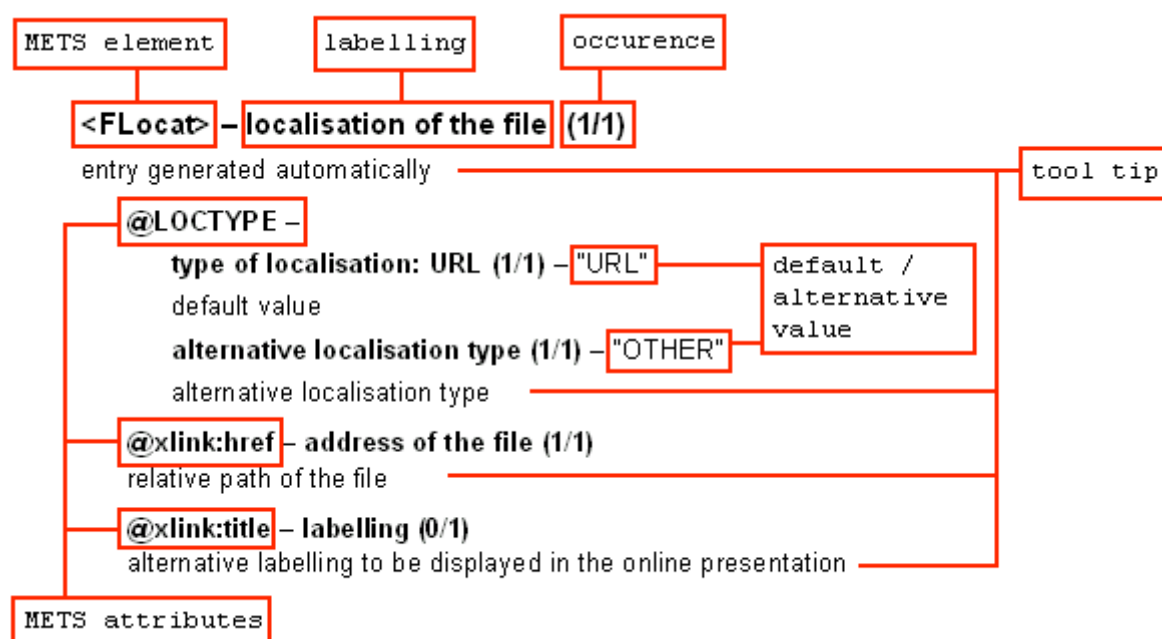 METS element
labelling
occurence
<FLocat> – localisation of the file (1/1)
entry generated automatically
tool tip
@LOCTYPE –
type of localisation: URL (1/1) – "URL"
default value
default /
alternative
value
alternative localisation type (1/1) – "OTHER"
alternative localisation type
@xlink:href – address of the file (1/1)
relative path of the file
@xlink:title – labelling (0/1)
alternative labelling to be displayed in the online presentation
METS attributes